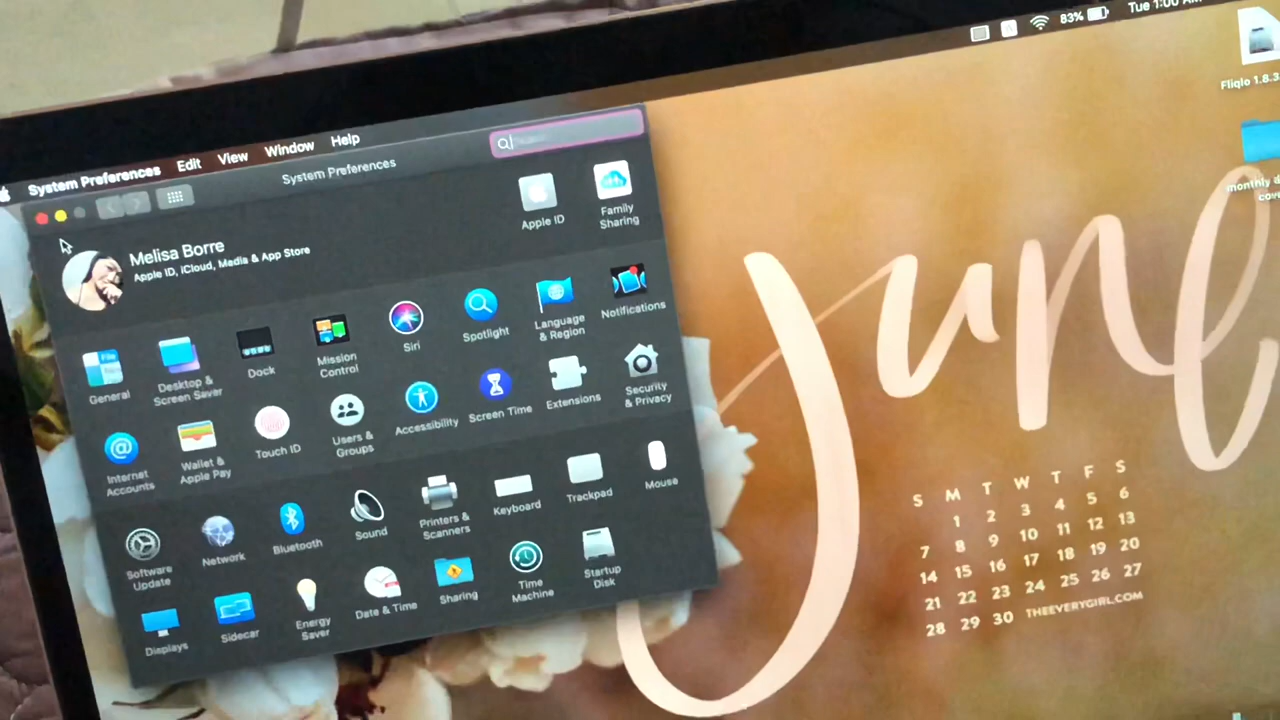 System Preferences Edit View Window Help
83% Tue 1:00 AM
System Preferences
Fliqlo 1.8.3
monthly
Melisa Borre
Apple ID, iCloud, Media & App Store
Apple ID
Family
Sharing
General
Desktop &
Screen Saver
Dock
Mission
Control
Siri
Spotlight
Language
& Region
Notifications
Internet
Accounts
Wallet &
Apple Pay
Touch ID
Users &
Groups
Accessibility
Screen Time
Extensions
Security
& Privacy
Software
Update
Network
Bluetooth
Sound
Printers &
Scanners
Keyboard
Trackpad
Mouse
Displays
Sidecar
Energy
Saver
Date & Time
Sharing
Time
Machine
Startup
Disk
June
S M T W T F S
1 2 3 4 5 6
7 8 9 10 11 12 13
14 15 16 17 18 19 20
21 22 23 24 25 26 27
28 29 30 THEEVERYGIRL.COM